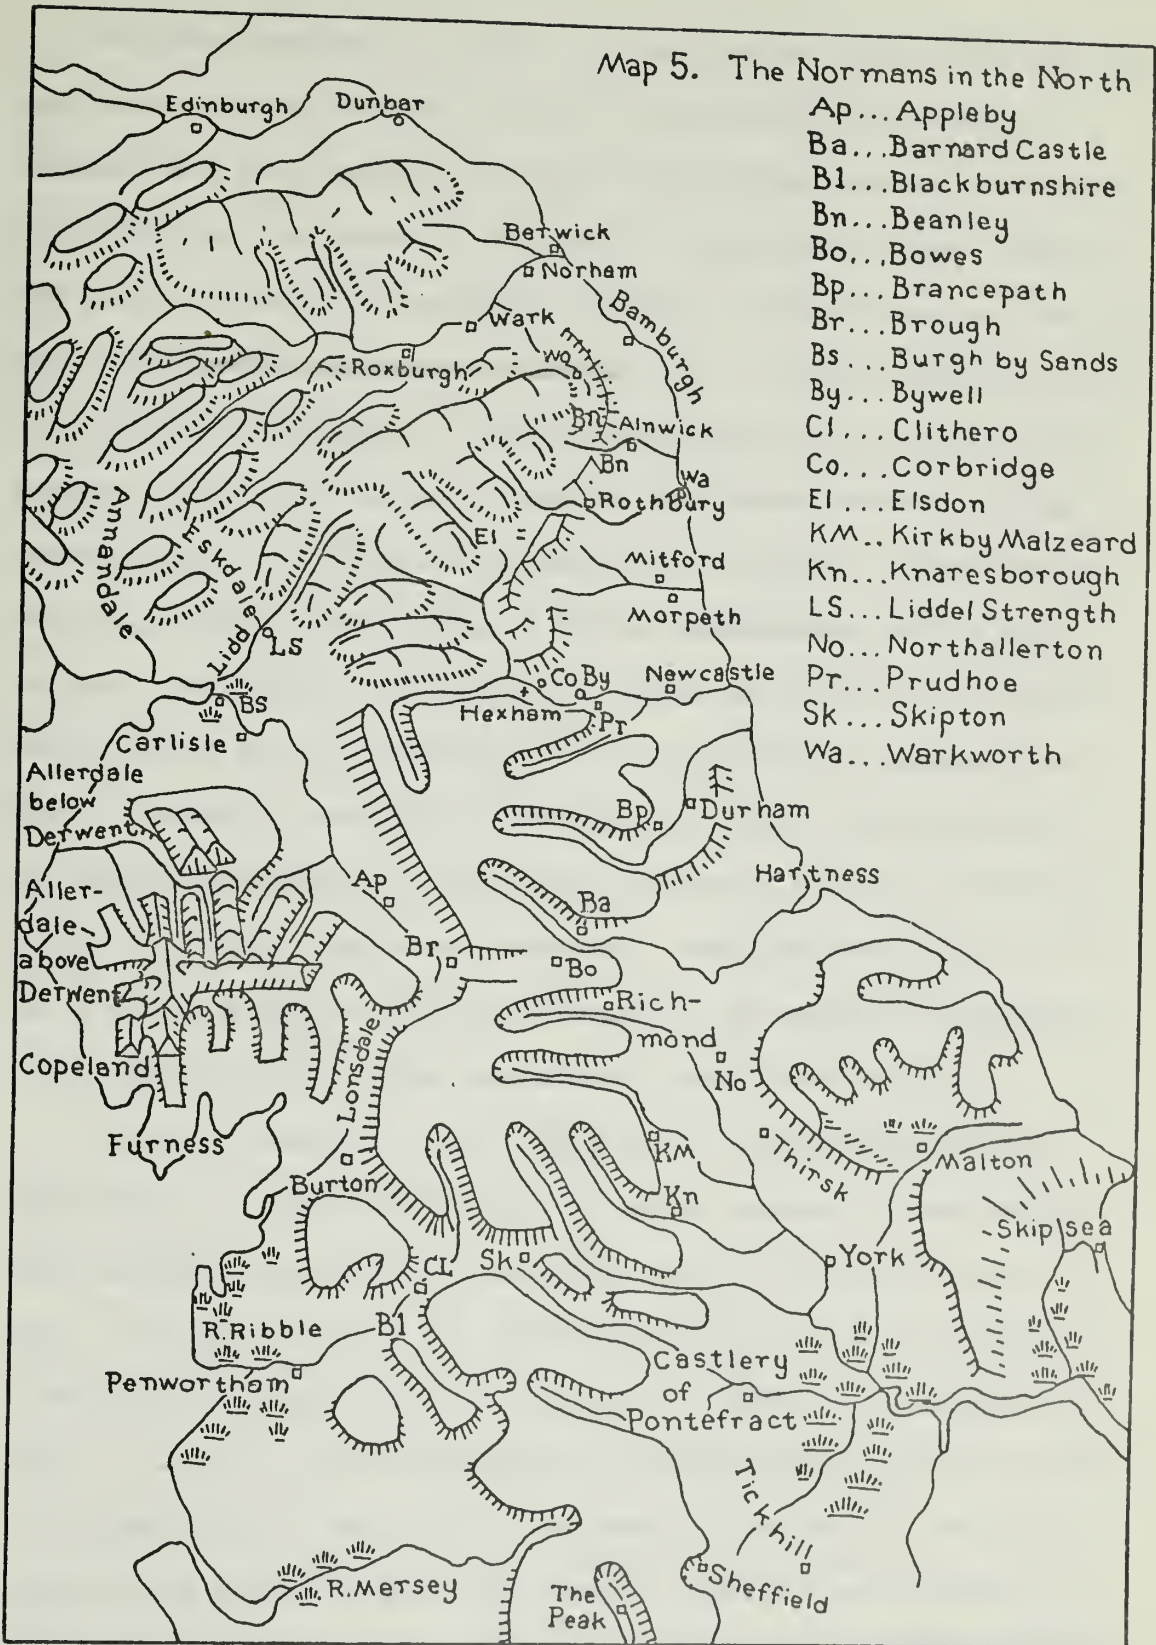 Map 5. The Normans in the North
Ap... Appleby
Ba...Barnard Castle
Bl...Blackburnshire
Bn...Beanley
Bo...Bowes
Bp...Brancepath
Br...Brough
Bs...Burgh by Sands
By...Bywell
Cl...Clithero
Co...Corbridge
El...Elsdon
KM..Kirkby Malzeard
Kn...Knaresborough
LS...Liddel Strength
No...Northallerton
Pr...Prudhoe
Sk...Skipton
Wa...Warkworth
Edinburgh
Dunbar
Berwick
Norham
Bamburgh
Wark
Roxburgh
Wo
Bn
Alnwick
Bn
Wa
Rothbury
El
Annandale
Eskdale
Lidd
LS
Mitford
Morpeth
Newcastle
Co By
Hexham
Pr
BS
Carlisle
Allerdale
below
Derwent
Bp
Durham
Hartness
Aller-
dale
above
Derwent
Ap
Ba
Br
Bo
Rich-
mond
No
Copeland
Lonsdale
Furness
Thirsk
Malton
KM
Burton
Kn
Skipsea
York
CL
Sk
R.Ribble
Bl
Penwortham
Castlery
of
Pontefract
Tickhill
Sheffield
R.Mersey
The
Peak